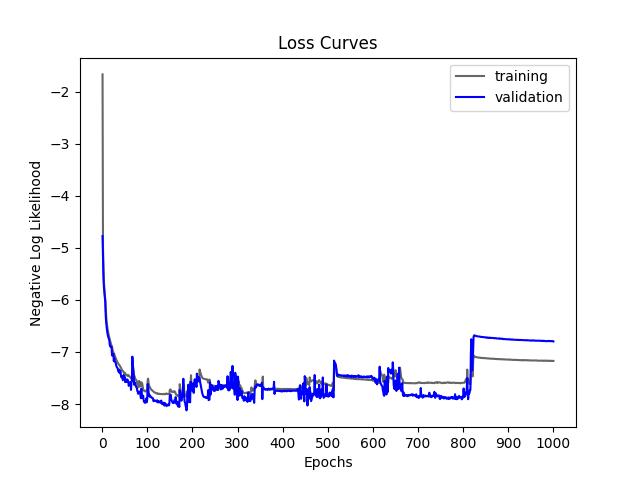 Loss Curves
training
validation
Negative Log Likelihood
−2
−3
−4
−5
−6
−7
−8
0 100 200 300 400 500 600 700 800 900 1000
Epochs